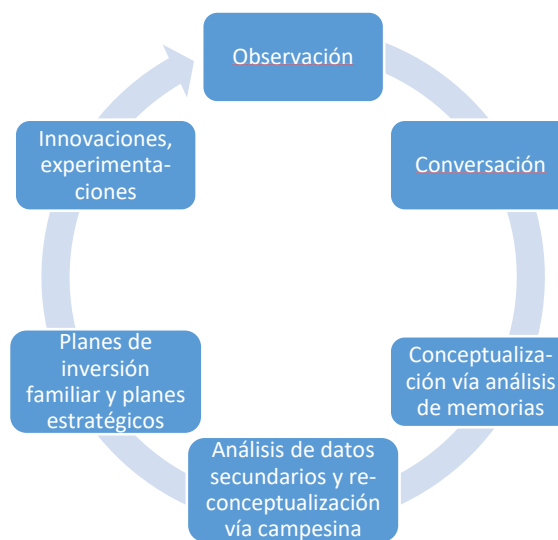 Observación
Conversación
Conceptualiza-
ción vía análisis
de memorias
Análisis de datos
secundarios y re-
conceptualización
vía campesina
Planes de
inversión
familiar y planes
estratégicos
Innovaciones,
experimenta-
ciones